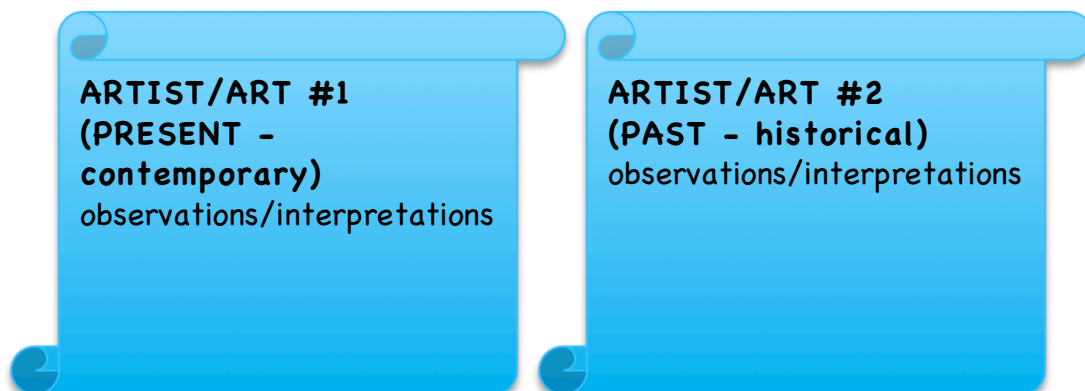 ARTIST/ART #1
(PRESENT -
contemporary)
observations/interpretations
ARTIST/ART #2
(PAST - historical)
observations/interpretations